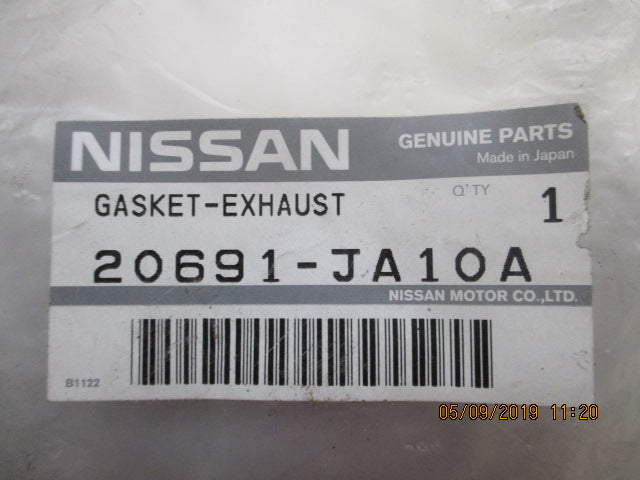 NISSAN
GENUINE PARTS
Made in Japan
GASKET-EXHAUST
Q'TY
1
20691-JA10A
NISSAN MOTOR CO.,LTD.
B1122
05/09/2019 11:20